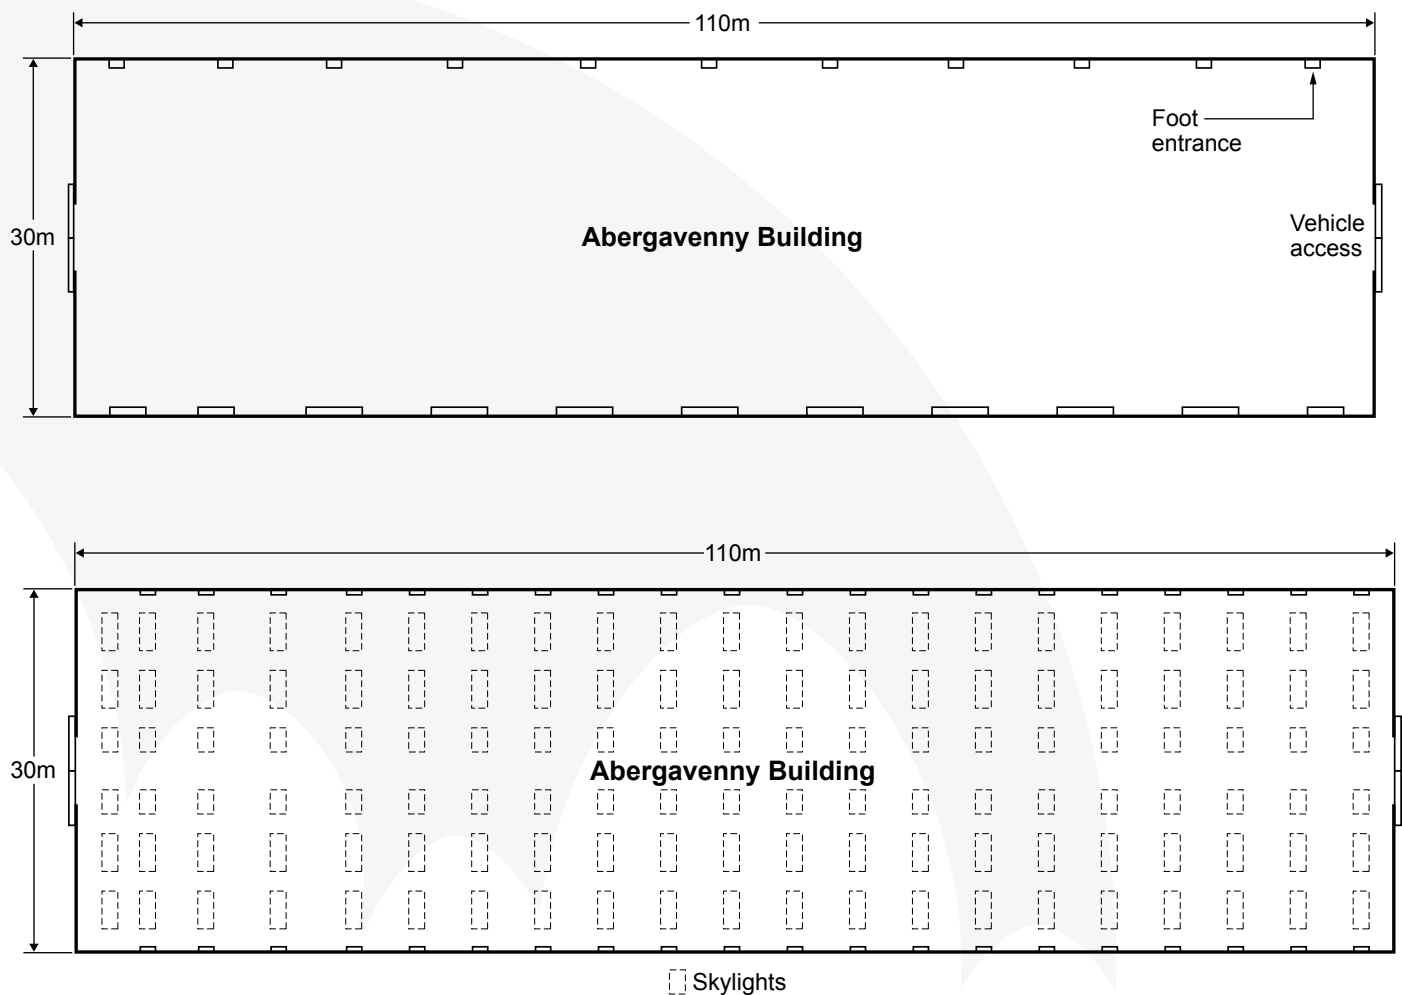 110m
Foot
entrance
30m
Abergavenny Building
Vehicle
access
110m
30m
Abergavenny Building
Skylights